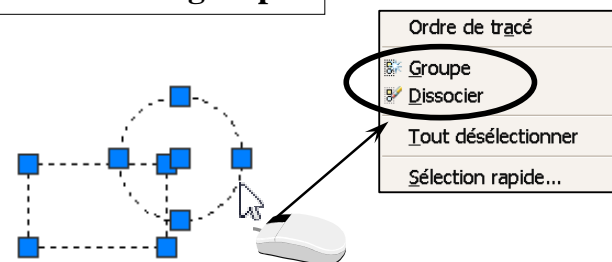 Ordre de tracé
Groupe
Dissocier
Tout désélectionner
Sélection rapide...